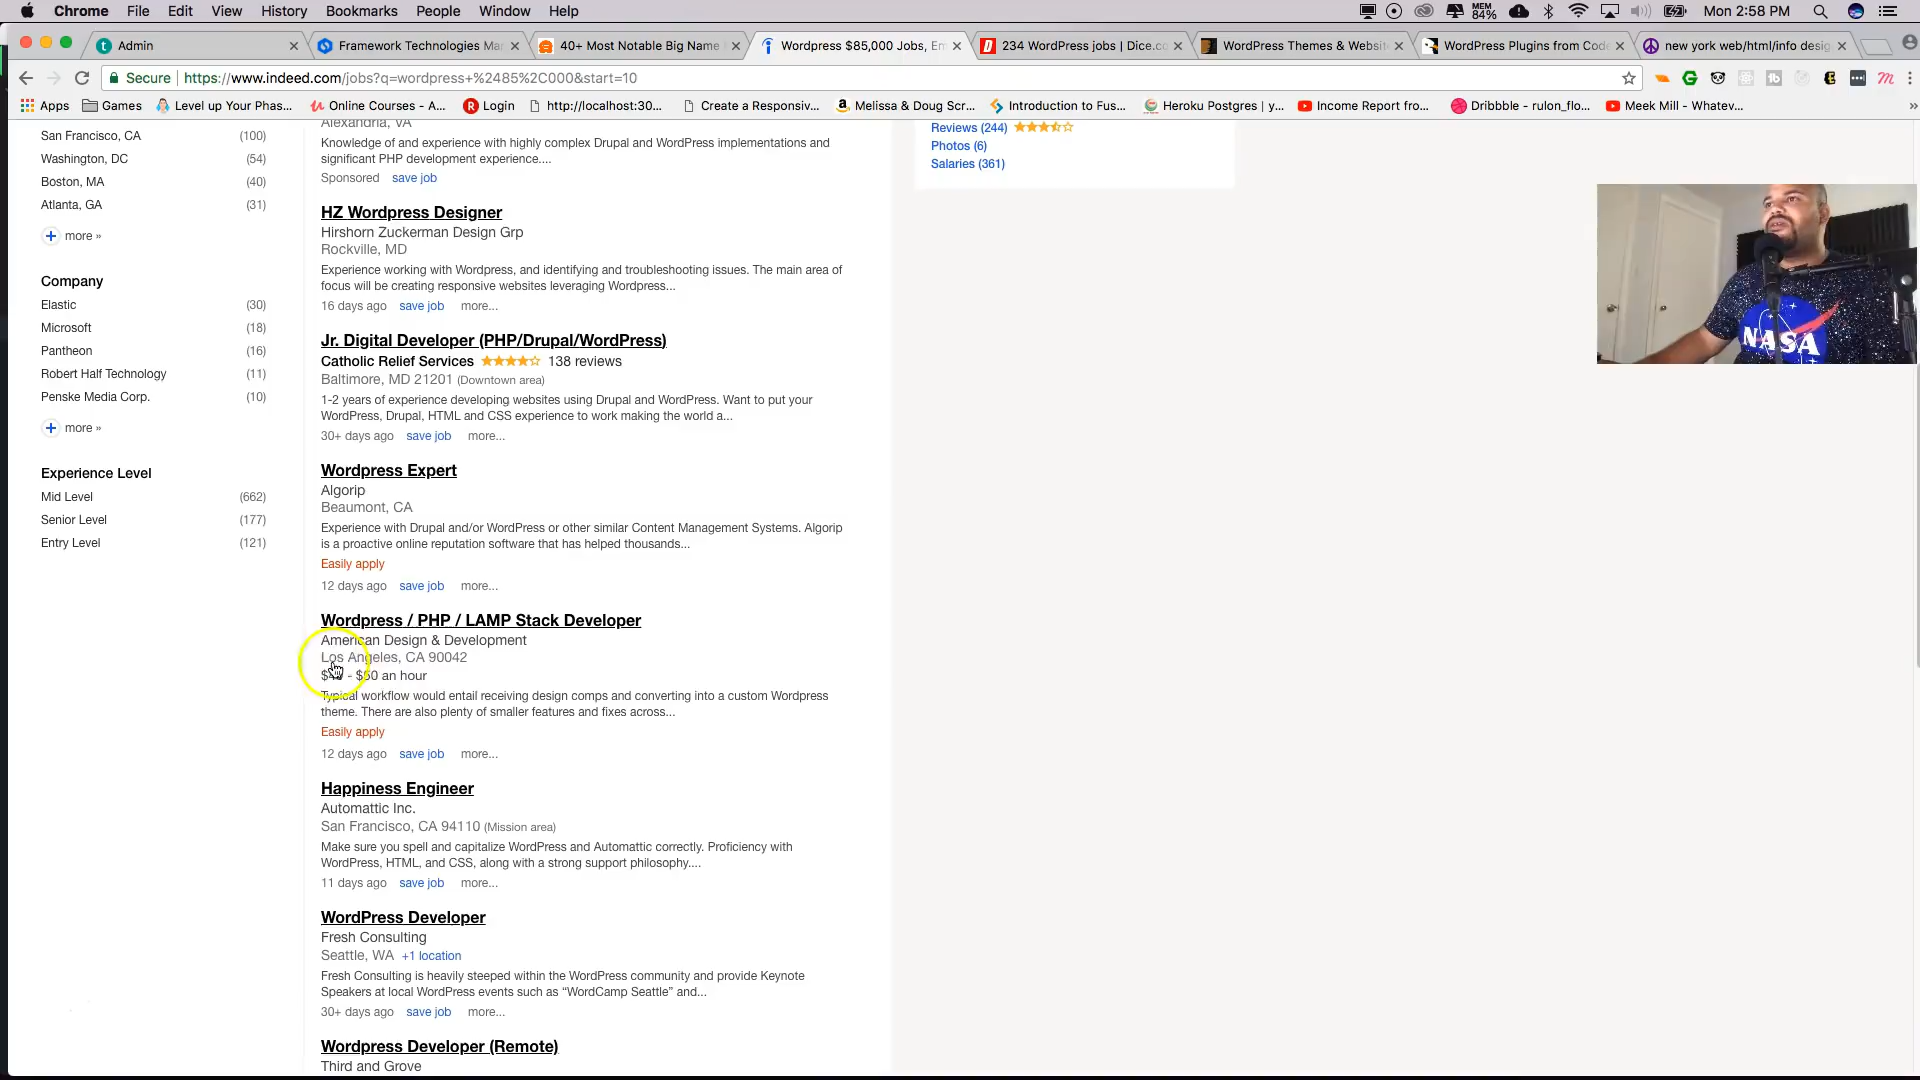 Chrome File Edit View History Bookmarks People Window Help MEM 84% Mon 2:58 PM
Admin
Framework Technologies Mar
40+ Most Notable Big Name
Wordpress $85,000 Jobs, Em
234 WordPress jobs | Dice.co
WordPress Themes & Website
WordPress Plugins from Code
new york web/html/info desig
Secure https://www.indeed.com/jobs?q=wordpress+%2485%2C000&start=10
Apps Games Level up Your Phas... Online Courses - A... Login http://localhost:30... Create a Responsiv... Melissa & Doug Scr... Introduction to Fus... Heroku Postgres | y... Income Report fro... Dribbble - rulon_flo... Meek Mill - Whatev... »
San Francisco, CA (100)
Washington, DC (54)
Boston, MA (40)
Atlanta, GA (31)
+ more »
Company
Elastic (30)
Microsoft (18)
Pantheon (16)
Robert Half Technology (11)
Penske Media Corp. (10)
+ more »
Experience Level
Mid Level (662)
Senior Level (177)
Entry Level (121)
Alexandria, VA
Knowledge of and experience with highly complex Drupal and WordPress implementations and
significant PHP development experience....
Sponsored save job
HZ Wordpress Designer
Hirshorn Zuckerman Design Grp
Rockville, MD
Experience working with Wordpress, and identifying and troubleshooting issues. The main area of
focus will be creating responsive websites leveraging Wordpress...
16 days ago save job more...
Jr. Digital Developer (PHP/Drupal/WordPress)
Catholic Relief Services 138 reviews
Baltimore, MD 21201 (Downtown area)
1-2 years of experience developing websites using Drupal and WordPress. Want to put your
WordPress, Drupal, HTML and CSS experience to work making the world a...
30+ days ago save job more...
Wordpress Expert
Algorip
Beaumont, CA
Experience with Drupal and/or WordPress or other similar Content Management Systems. Algorip
is a proactive online reputation software that has helped thousands...
Easily apply
12 days ago save job more...
Wordpress / PHP / LAMP Stack Developer
American Design & Development
Los Angeles, CA 90042
- $50 an hour
Typical workflow would entail receiving design comps and converting into a custom Wordpress
theme. There are also plenty of smaller features and fixes across...
Easily apply
12 days ago save job more...
Happiness Engineer
Automattic Inc.
San Francisco, CA 94110 (Mission area)
Make sure you spell and capitalize WordPress and Automattic correctly. Proficiency with
WordPress, HTML, and CSS, along with a strong support philosophy....
11 days ago save job more...
WordPress Developer
Fresh Consulting
Seattle, WA +1 location
Fresh Consulting is heavily steeped within the WordPress community and provide Keynote
Speakers at local WordPress events such as “WordCamp Seattle” and...
30+ days ago save job more...
Wordpress Developer (Remote)
Third and Grove
Reviews (244)
Photos (6)
Salaries (361)
NASA